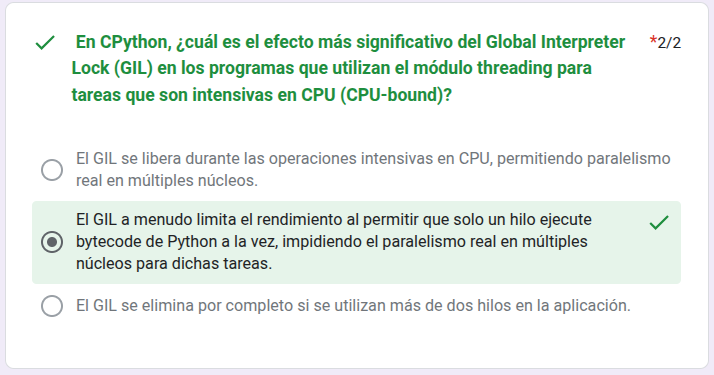 En CPython, ¿cuál es el efecto más significativo del Global Interpreter
*2/2
Lock (GIL) en los programas que utilizan el módulo threading para
tareas que son intensivas en CPU (CPU-bound)?
El GIL se libera durante las operaciones intensivas en CPU, permitiendo paralelismo
real en múltiples núcleos.
El GIL a menudo limita el rendimiento al permitir que solo un hilo ejecute
bytecode de Python a la vez, impidiendo el paralelismo real en múltiples
núcleos para dichas tareas.
El GIL se elimina por completo si se utilizan más de dos hilos en la aplicación.